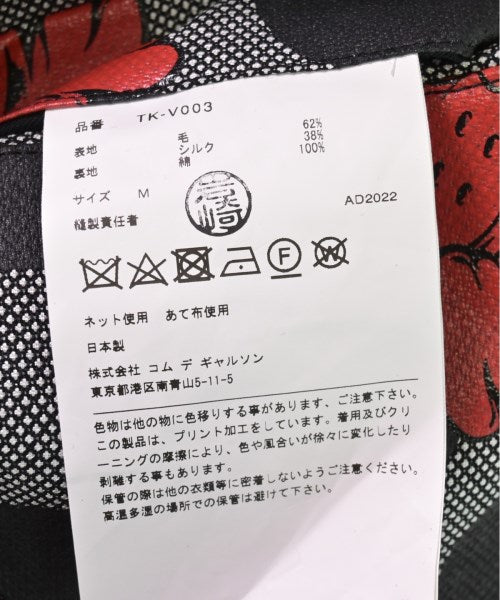 品番 TK-V003
表地 毛 62%
シルク 38%
裏地 綿 100%
サイズ M
縫製責任者
AD2022
F
W
ネット使用 あて布使用
日本製
株式会社 コム デ ギャルソン
東京都港区南青山5-11-5
色物は他の物に色移りする事があります、ご注意下さい。
この製品は、プリント加工をしています。着用及びクリ
ーニングの摩擦により、色や風合いが徐々に変化したり
剥離する事もあります。
保管の際は他の衣類等に密着しないようご注意ください。
高温多湿の場所での保管は避けて下さい。